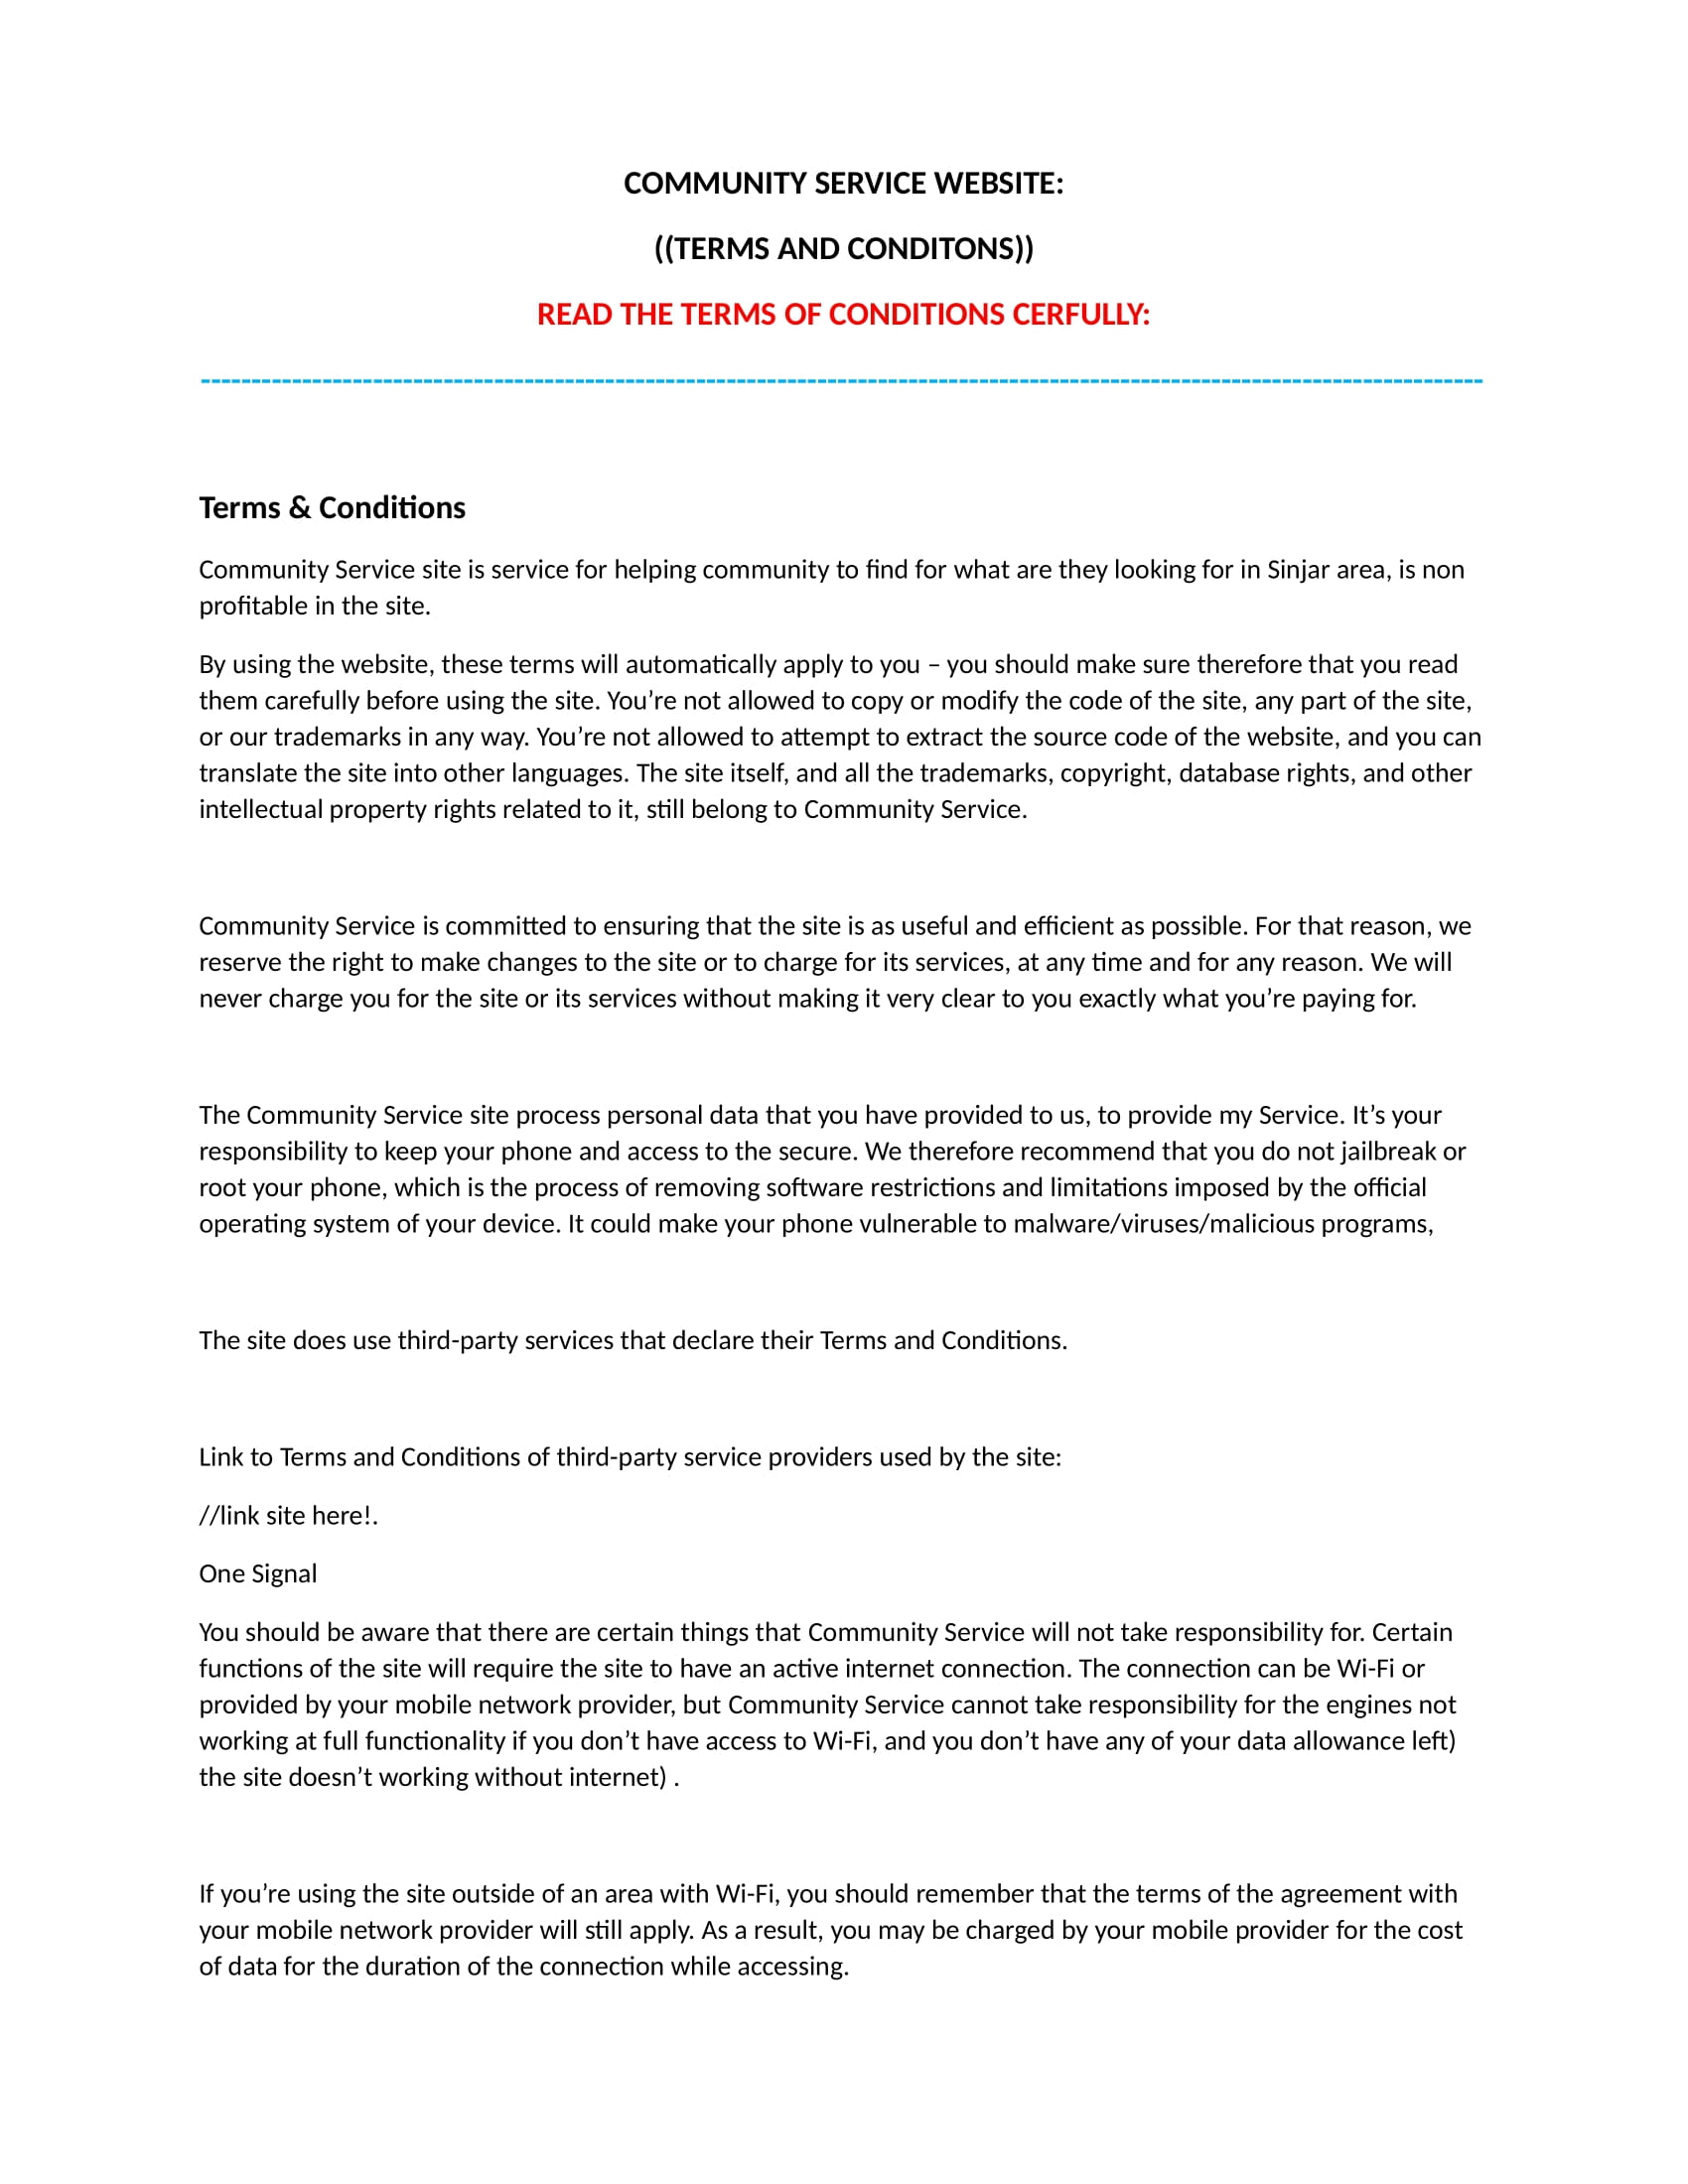 COMMUNITY SERVICE WEBSITE:
((TERMS AND CONDITONS))
READ THE TERMS OF CONDITIONS CERFULLY:
-------------------------------------------------------------------------------------------------------------------------------
Terms & Conditions
Community Service site is service for helping community to find for what are they looking for in Sinjar area, is non
profitable in the site.
By using the website, these terms will automatically apply to you – you should make sure therefore that you read
them carefully before using the site. You’re not allowed to copy or modify the code of the site, any part of the site,
or our trademarks in any way. You’re not allowed to attempt to extract the source code of the website, and you can
translate the site into other languages. The site itself, and all the trademarks, copyright, database rights, and other
intellectual property rights related to it, still belong to Community Service.
Community Service is committed to ensuring that the site is as useful and efficient as possible. For that reason, we
reserve the right to make changes to the site or to charge for its services, at any time and for any reason. We will
never charge you for the site or its services without making it very clear to you exactly what you’re paying for.
The Community Service site process personal data that you have provided to us, to provide my Service. It’s your
responsibility to keep your phone and access to the secure. We therefore recommend that you do not jailbreak or
root your phone, which is the process of removing software restrictions and limitations imposed by the official
operating system of your device. It could make your phone vulnerable to malware/viruses/malicious programs,
The site does use third-party services that declare their Terms and Conditions.
Link to Terms and Conditions of third-party service providers used by the site:
//link site here!.
One Signal
You should be aware that there are certain things that Community Service will not take responsibility for. Certain
functions of the site will require the site to have an active internet connection. The connection can be Wi-Fi or
provided by your mobile network provider, but Community Service cannot take responsibility for the engines not
working at full functionality if you don’t have access to Wi-Fi, and you don’t have any of your data allowance left)
the site doesn’t working without internet) .
If you’re using the site outside of an area with Wi-Fi, you should remember that the terms of the agreement with
your mobile network provider will still apply. As a result, you may be charged by your mobile provider for the cost
of data for the duration of the connection while accessing.